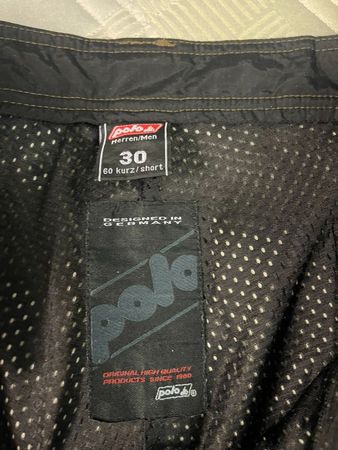 polo
Herren/Men
30
60 kurz/short
DESIGNED IN
GERMANY
polo
ORIGINAL HIGH QUALITY
PRODUCTS SINCE 1980
polo ®